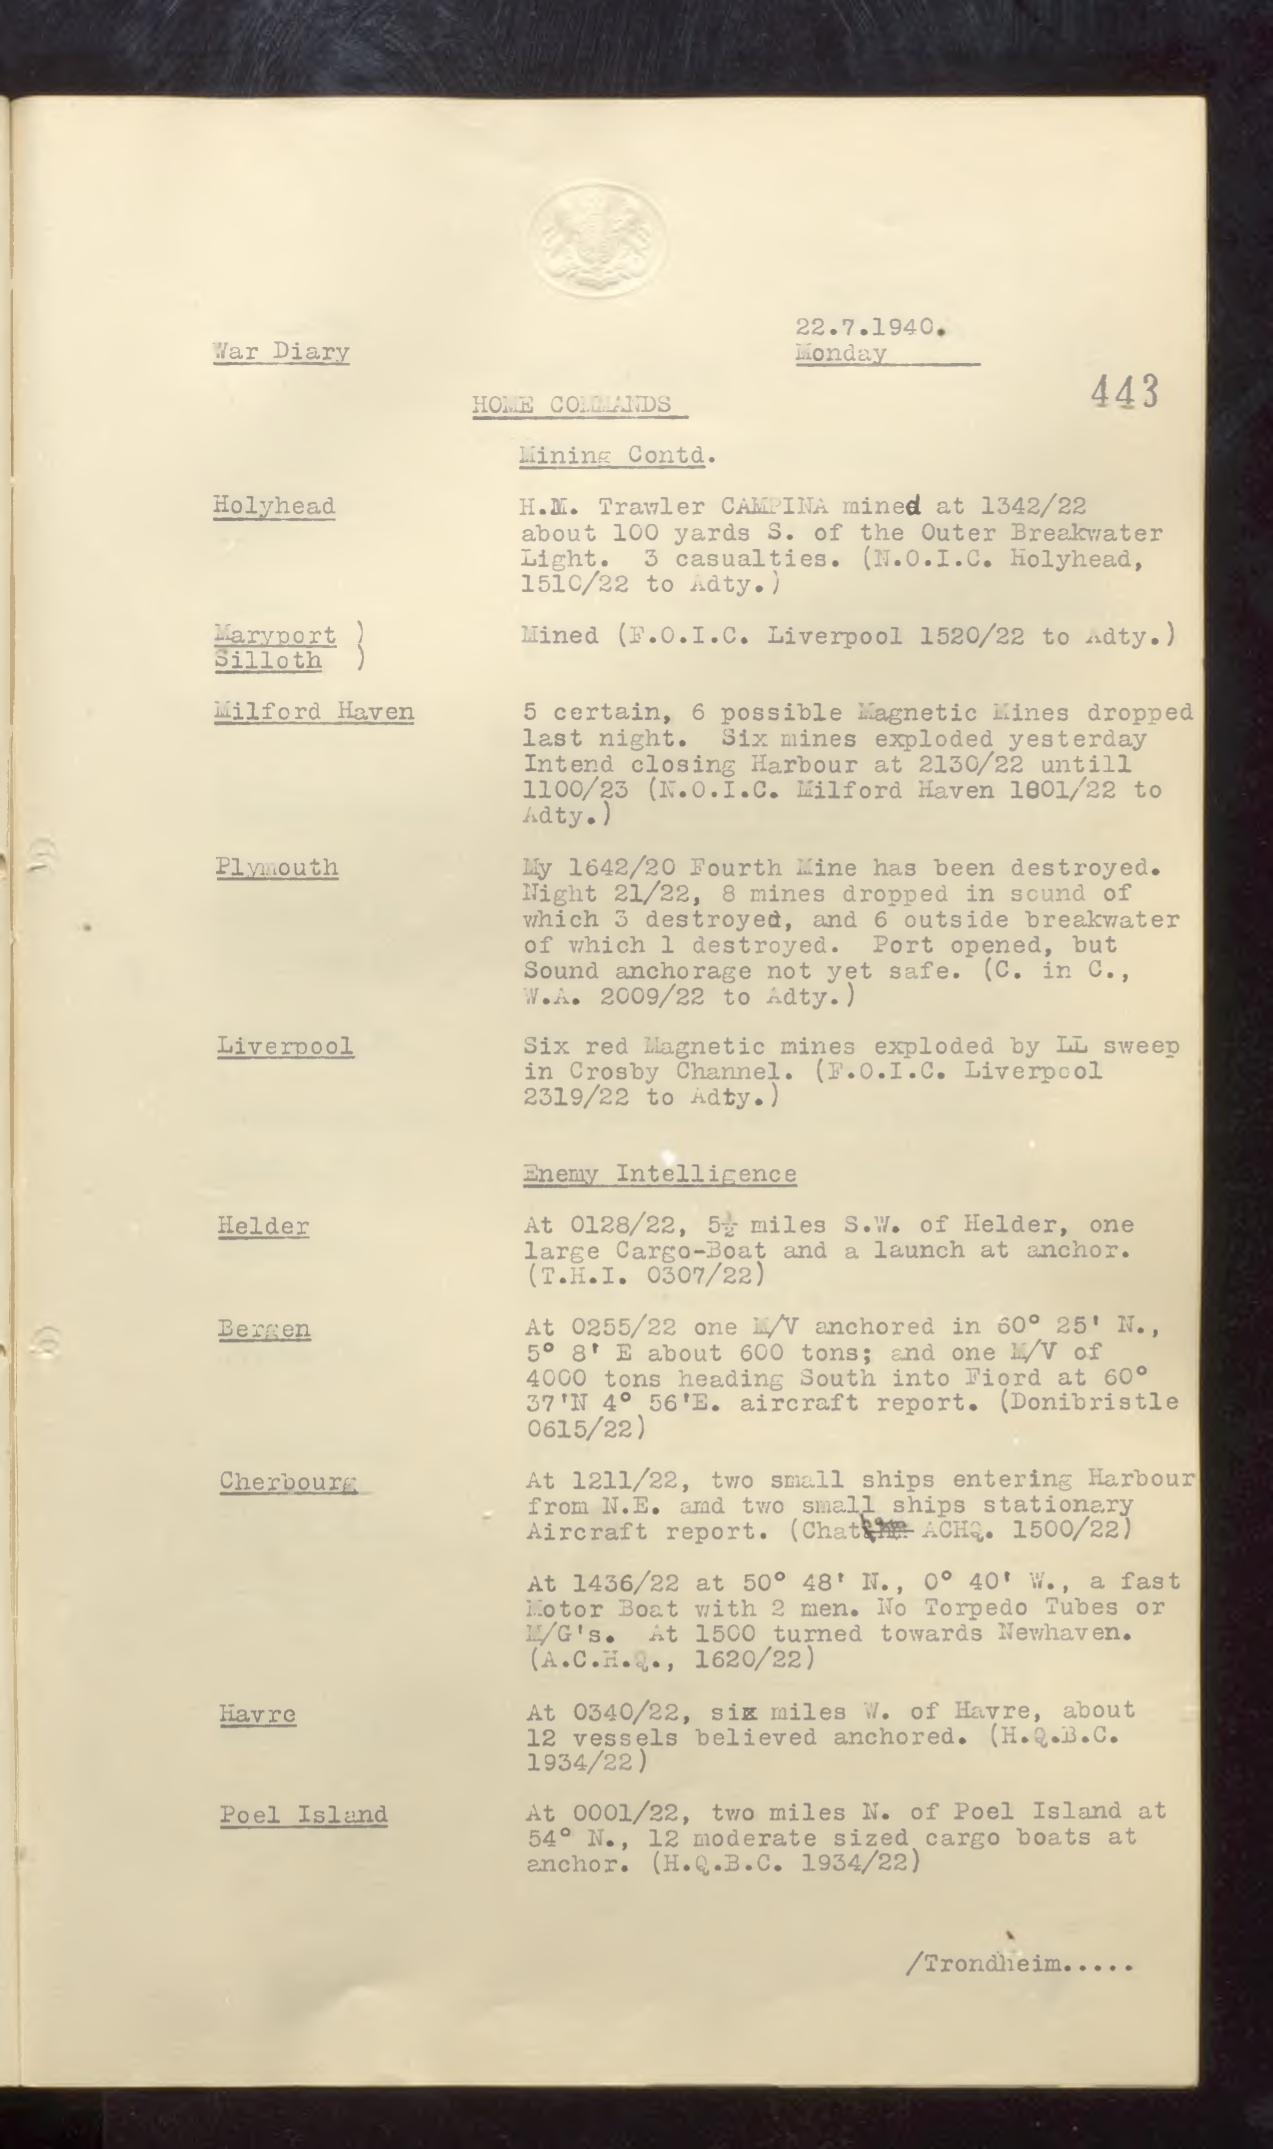 22.7.1940.
War Diary
Monday
443
HOME COMMANDS
Mining Contd.
Holyhead
H.M. Trawler CAMPINA mined at 1342/22
about 100 yards S. of the Outer Breakwater
Light. 3 casualties. (N.O.I.C. Holyhead,
1510/22 to Adty.)
Maryport )
Silloth )
Mined (F.O.I.C. Liverpool 1520/22 to Adty.)
Milford Haven
5 certain, 6 possible Magnetic Mines dropped
last night. Six mines exploded yesterday
Intend closing Harbour at 2130/22 untill
1100/23 (N.O.I.C. Milford Haven 1801/22 to
Adty.)
Plymouth
My 1642/20 Fourth Mine has been destroyed.
Night 21/22, 8 mines dropped in sound of
which 3 destroyed, and 6 outside breakwater
of which 1 destroyed. Port opened, but
Sound anchorage not yet safe. (C. in C.,
W.A. 2009/22 to Adty.)
Liverpool
Six red Magnetic mines exploded by LL sweep
in Crosby Channel. (F.O.I.C. Liverpool
2319/22 to Adty.)
Enemy Intelligence
Helder
At 0128/22, 5½ miles S.W. of Helder, one
large Cargo-Boat and a launch at anchor.
(T.H.I. 0307/22)
Bergen
At 0255/22 one M/V anchored in 60° 25' N.,
5° 8' E about 600 tons; and one M/V of
4000 tons heading South into Fiord at 60°
37'N 4° 56'E. aircraft report. (Donibristle
0615/22)
Cherbourg
At 1211/22, two small ships entering Harbour
from N.E. amd two small ships stationary
Aircraft report. (Chat ACHQ. 1500/22)
At 1436/22 at 50° 48' N., 0° 40' W., a fast
Motor Boat with 2 men. No Torpedo Tubes or
M/G's. At 1500 turned towards Newhaven.
(A.C.H.Q., 1620/22)
Havre
At 0340/22, six miles W. of Havre, about
12 vessels believed anchored. (H.Q.B.C.
1934/22)
Poel Island
At 0001/22, two miles N. of Poel Island at
54° N., 12 moderate sized cargo boats at
anchor. (H.Q.B.C. 1934/22)
/Trondheim.....